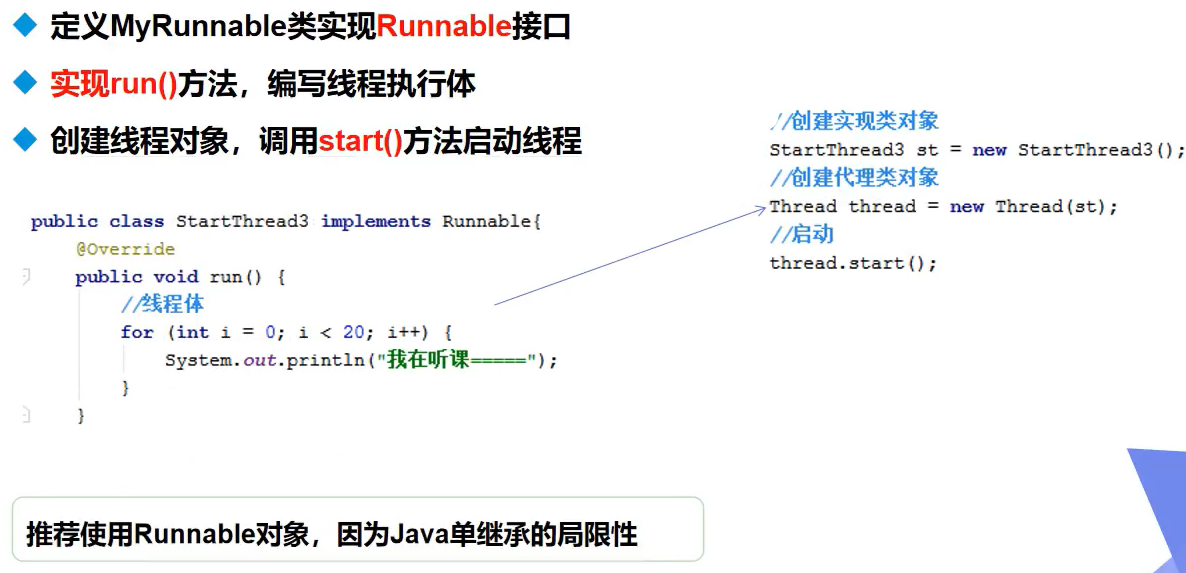 定义MyRunnable类实现Runnable接口
实现run()方法，编写线程执行体
创建线程对象，调用start()方法启动线程
public class StartThread3 implements Runnable{
@Override
public void run() {
//线程体
for (int i = 0; i < 20; i++) {
System.out.println("我在听课=====");
}
}
//创建实现类对象
StartThread3 st = new StartThread3();
//创建代理类对象
Thread thread = new Thread(st);
//启动
thread.start();
推荐使用Runnable对象，因为Java单继承的局限性